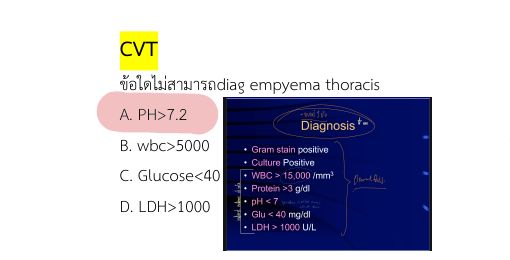 CVT
ข้อใดไม่สามารถdiag empyema thoracis
A. PH>7.2
B. wbc>5000
C. Glucose<40
D. LDH>1000
Diagnosis
• Gram stain positive
• Culture Positive
• WBC > 15,000 /mm³
• Protein >3 g/dl
• pH < 7
• Glu < 40 mg/dl
• LDH > 1000 U/L